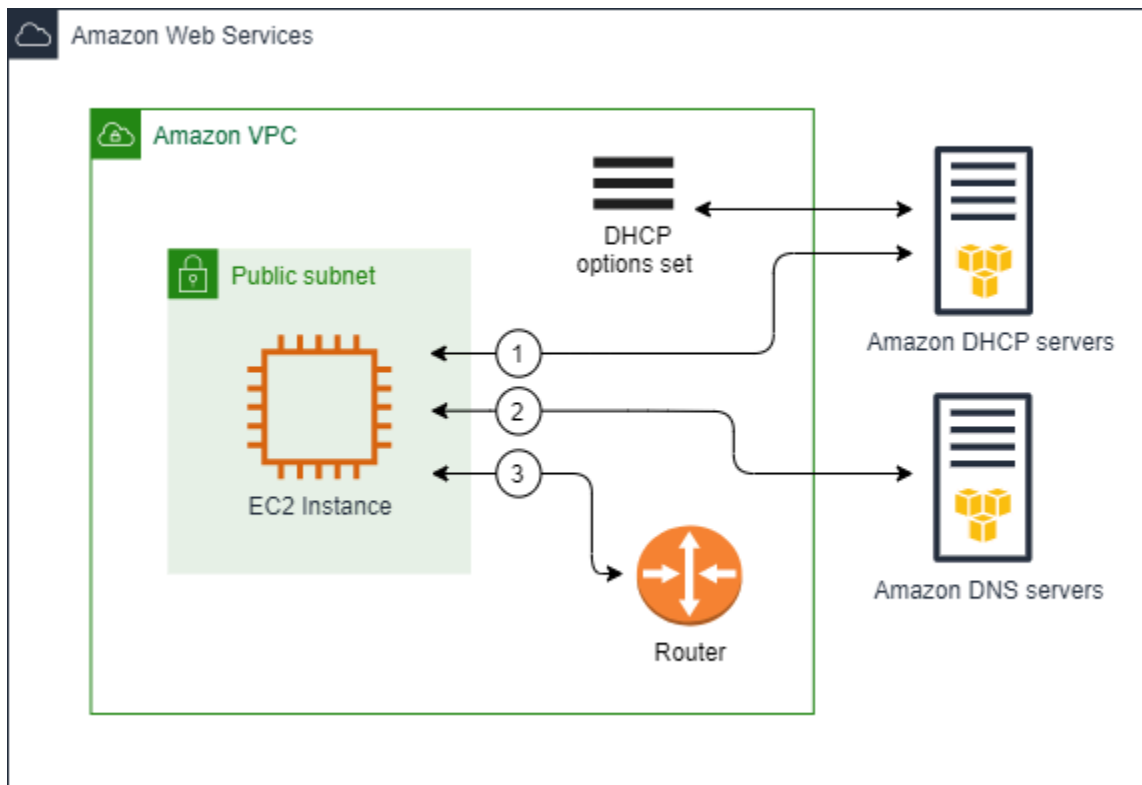 Amazon Web Services
Amazon VPC
DHCP
options set
Public subnet
Amazon DHCP servers
1
2
3
EC2 Instance
Amazon DNS servers
Router